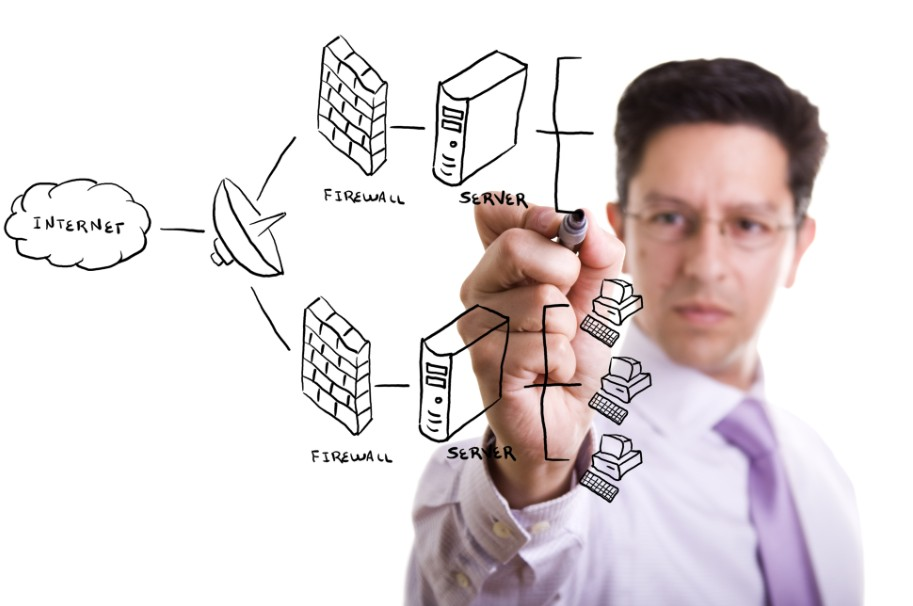 FIREWALL
SERVER
INTERNET
FIREWALL
SERVER